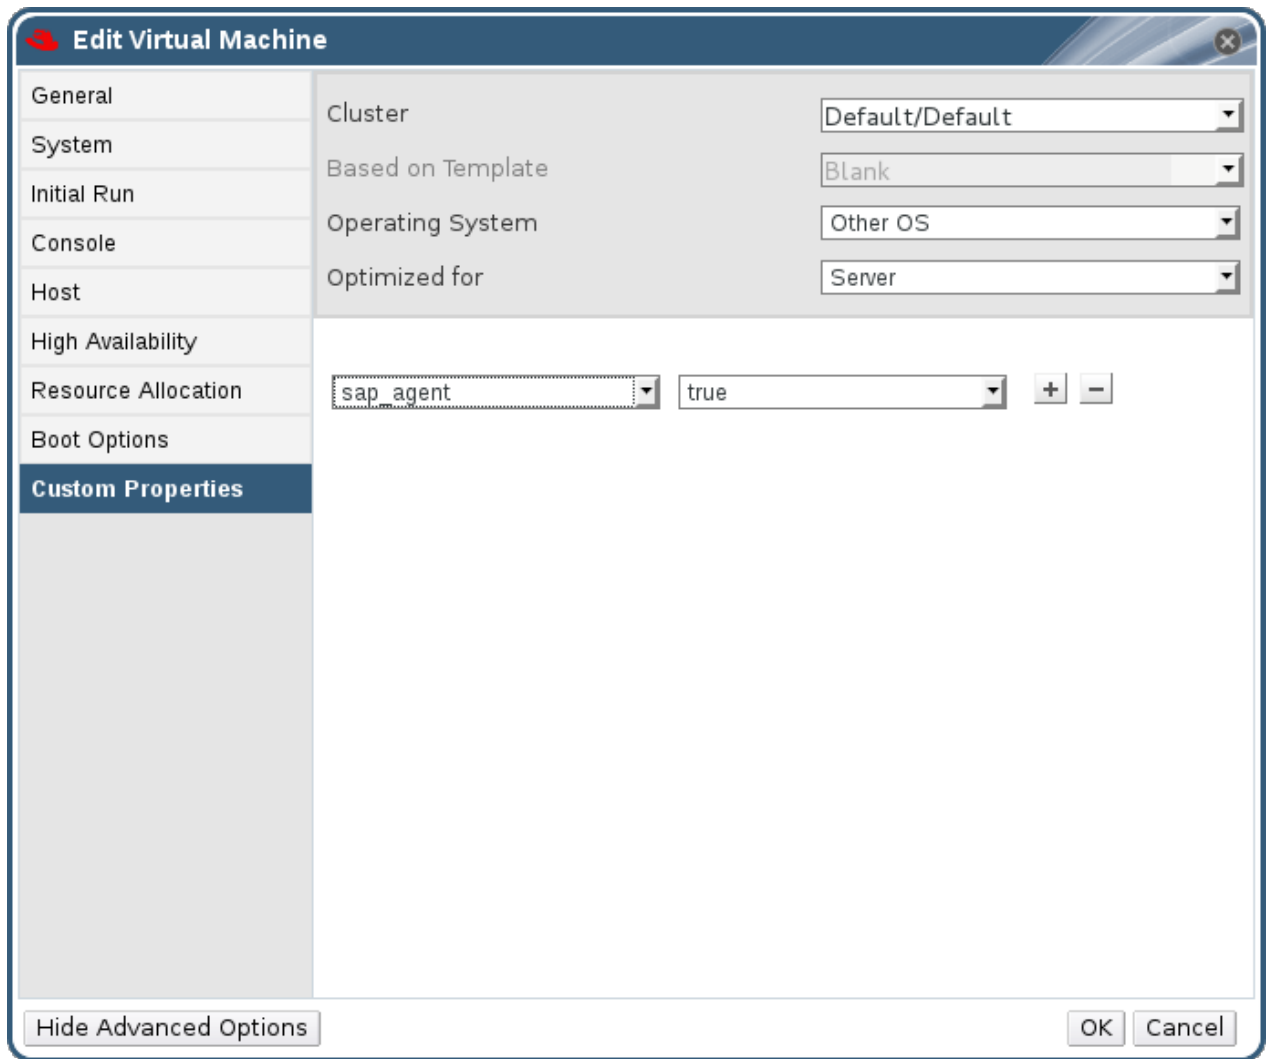 Edit Virtual Machine
General
System
Initial Run
Console
Host
High Availability
Resource Allocation
Boot Options
Custom Properties
Cluster Default/Default
Based on Template Blank
Operating System Other OS
Optimized for Server
sap_agent true + −
Hide Advanced Options OK Cancel